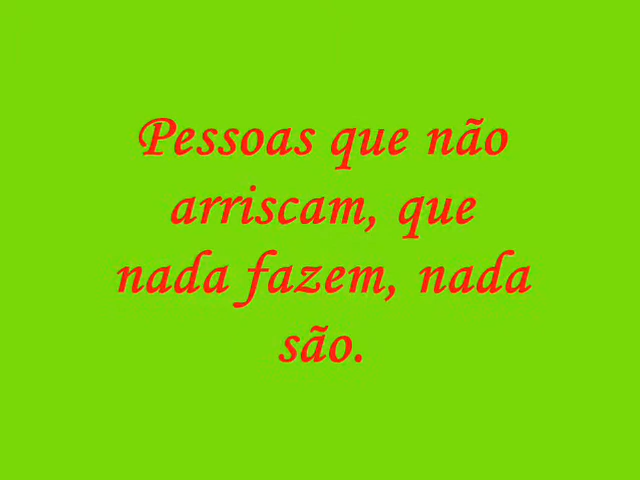 Pessoas que não
arriscam, que
nada fazem, nada
são.